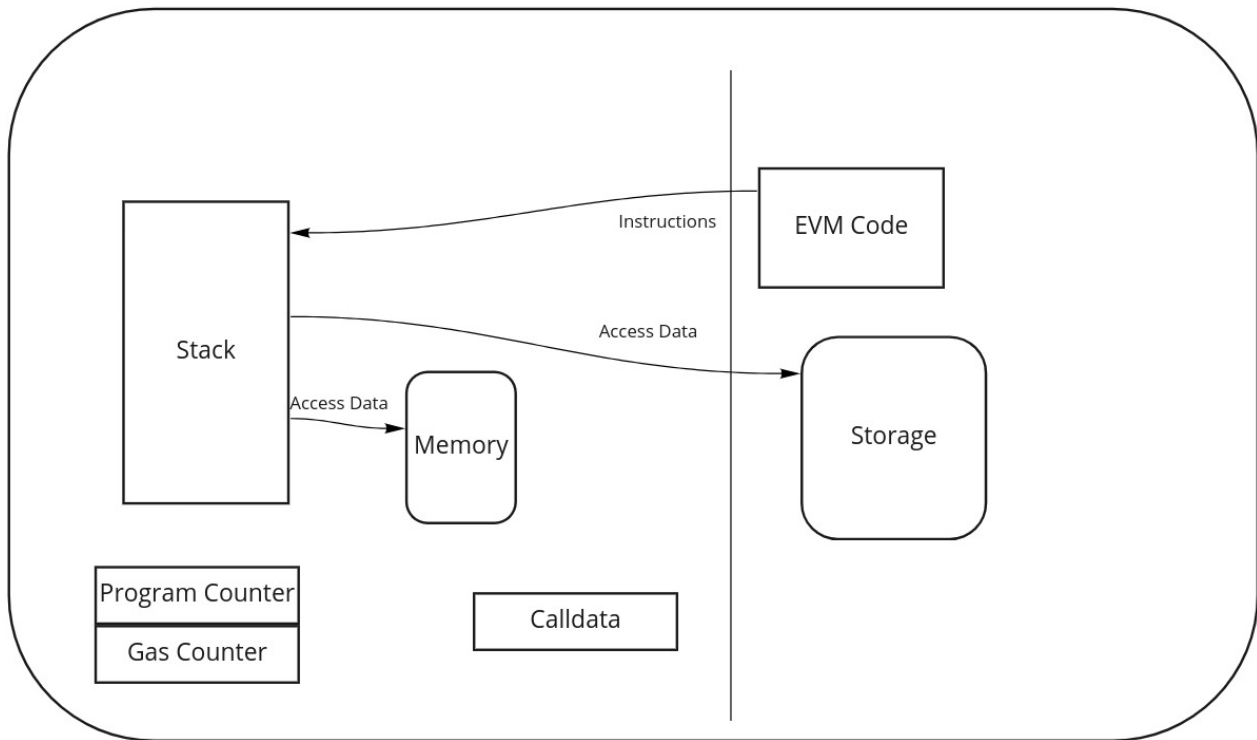 EVM Code
Instructions
Stack
Access Data
Access Data
Memory
Storage
Program Counter
Gas Counter
Calldata